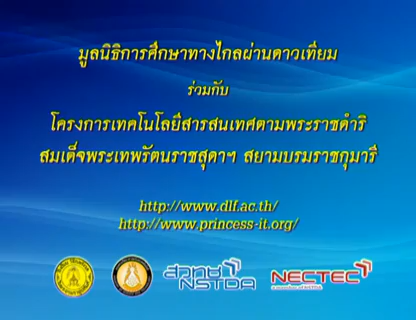 มูลนิธิการศึกษาทางไกลผ่านดาวเทียม
ร่วมกับ
โครงการเทคโนโลยีสารสนเทศตามพระราชดำริ
สมเด็จพระเทพรัตนราชสุดาฯ สยามบรมราชกุมารี
http://www.dlf.ac.th/
http://www.princess-it.org/
สวทช
NSTDA
NECTEC
a member of NSTDA